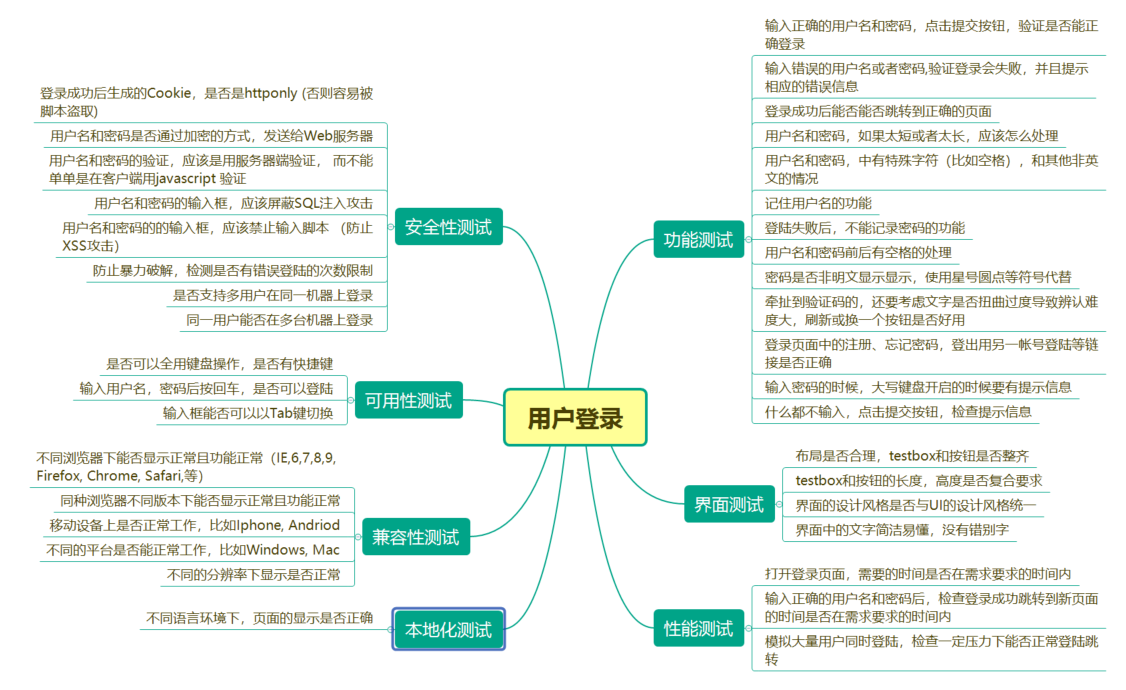 用户登录
功能测试
输入正确的用户名和密码，点击提交按钮，验证是否能正
确登录
输入错误的用户名或者密码,验证登录会失败，并且提示
相应的错误信息
登录成功后能否能否跳转到正确的页面
用户名和密码，如果太短或者太长，应该怎么处理
用户名和密码，中有特殊字符（比如空格），和其他非英
文的情况
记住用户名的功能
登陆失败后，不能记录密码的功能
用户名和密码前后有空格的处理
密码是否非明文显示显示，使用星号圆点等符号代替
牵扯到验证码的，还要考虑文字是否扭曲过度导致辨认难
度大，刷新或换一个按钮是否好用
登录页面中的注册、忘记密码，登出用另一帐号登陆等链
接是否正确
输入密码的时候，大写键盘开启的时候要有提示信息
什么都不输入，点击提交按钮，检查提示信息
界面测试
布局是否合理，testbox和按钮是否整齐
testbox和按钮的长度，高度是否复合要求
界面的设计风格是否与UI的设计风格统一
界面中的文字简洁易懂，没有错别字
性能测试
打开登录页面，需要的时间是否在需求要求的时间内
输入正确的用户名和密码后，检查登录成功跳转到新页面
的时间是否在需求要求的时间内
模拟大量用户同时登陆，检查一定压力下能否正常登陆跳
转
安全性测试
登录成功后生成的Cookie，是否是httponly (否则容易被
脚本盗取)
用户名和密码是否通过加密的方式，发送给Web服务器
用户名和密码的验证，应该是用服务器端验证， 而不能
单单是在客户端用javascript 验证
用户名和密码的输入框，应该屏蔽SQL注入攻击
用户名和密码的的输入框，应该禁止输入脚本 （防止
XSS攻击）
防止暴力破解，检测是否有错误登陆的次数限制
是否支持多用户在同一机器上登录
同一用户能否在多台机器上登录
可用性测试
是否可以全用键盘操作，是否有快捷键
输入用户名，密码后按回车，是否可以登陆
输入框能否可以以Tab键切换
兼容性测试
不同浏览器下能否显示正常且功能正常（IE,6,7,8,9,
Firefox, Chrome, Safari,等）
同种浏览器不同版本下能否显示正常且功能正常
移动设备上是否正常工作，比如Iphone, Andriod
不同的平台是否能正常工作，比如Windows, Mac
不同的分辨率下显示是否正常
本地化测试
不同语言环境下，页面的显示是否正确